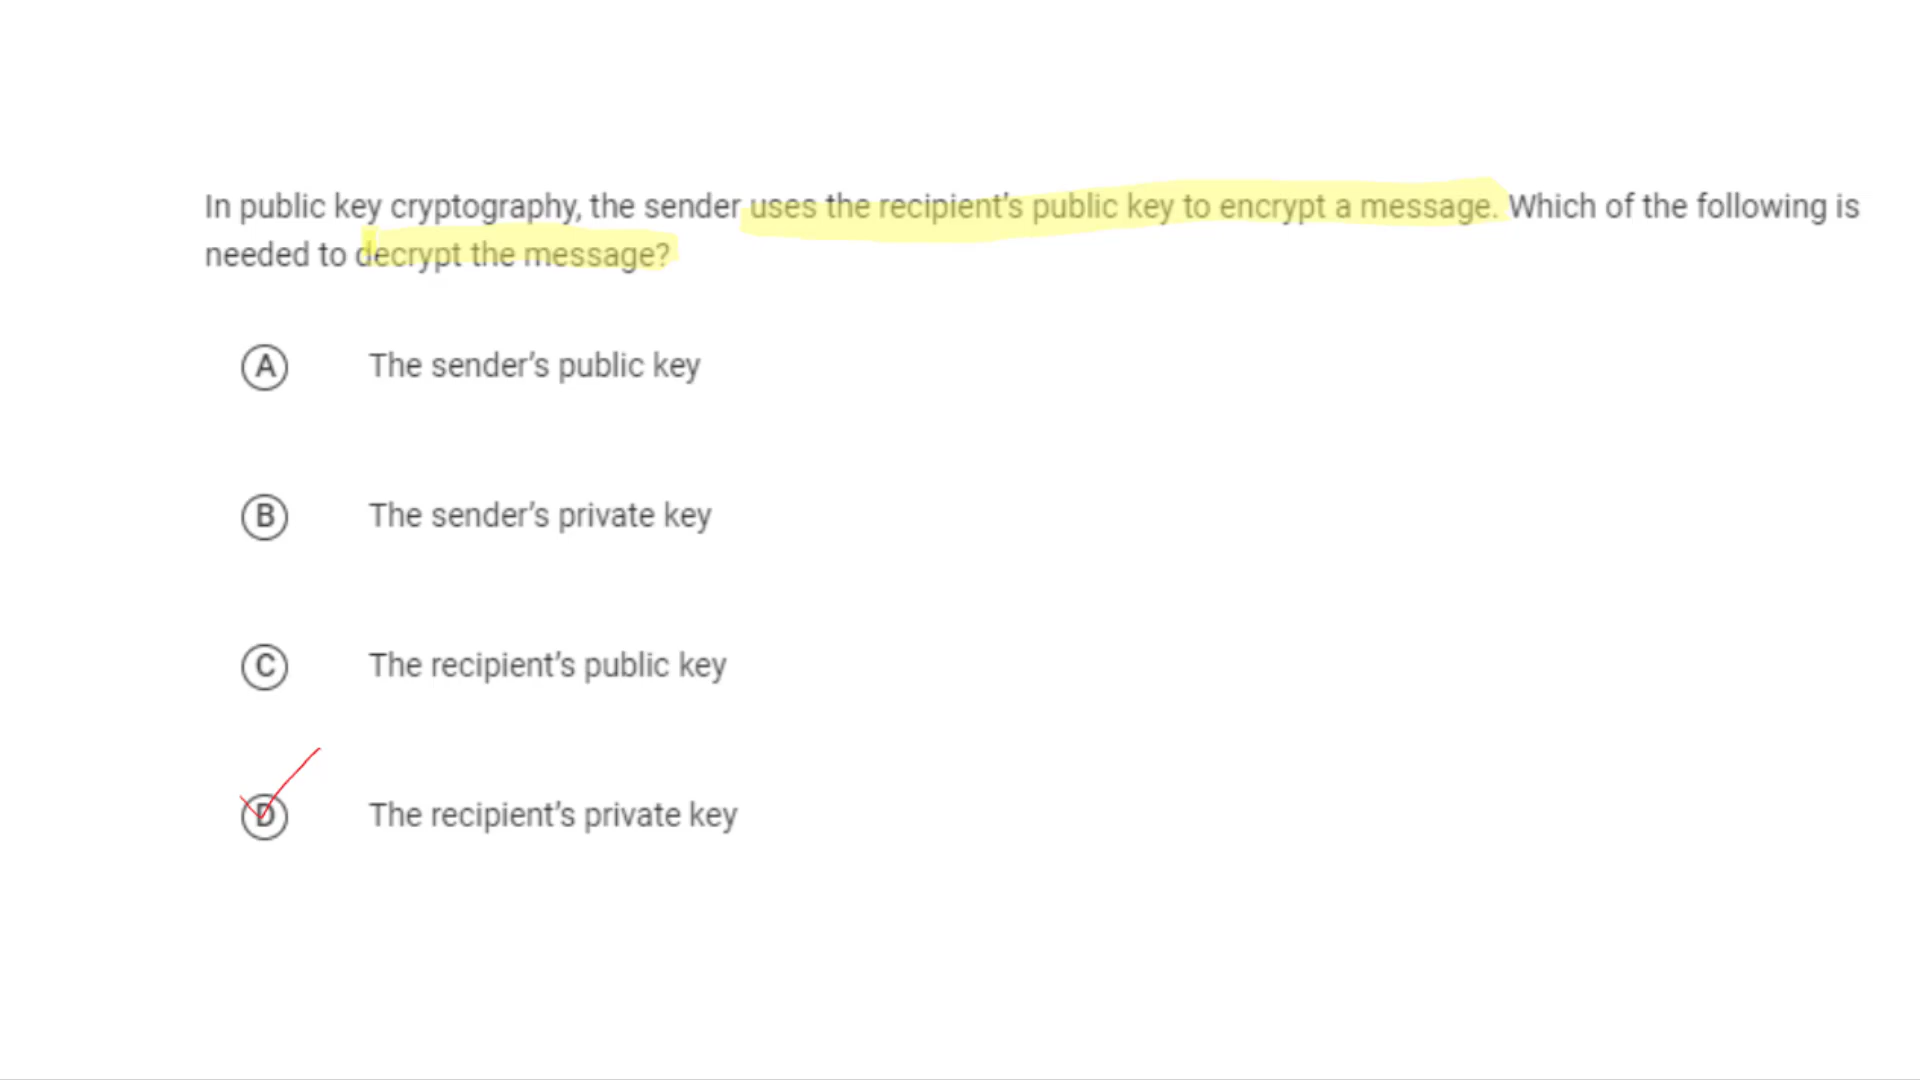 In public key cryptography, the sender uses the recipient's public key to encrypt a message. Which of the following is
needed to decrypt the message?
A The sender's public key
B The sender's private key
C The recipient's public key
D The recipient's private key